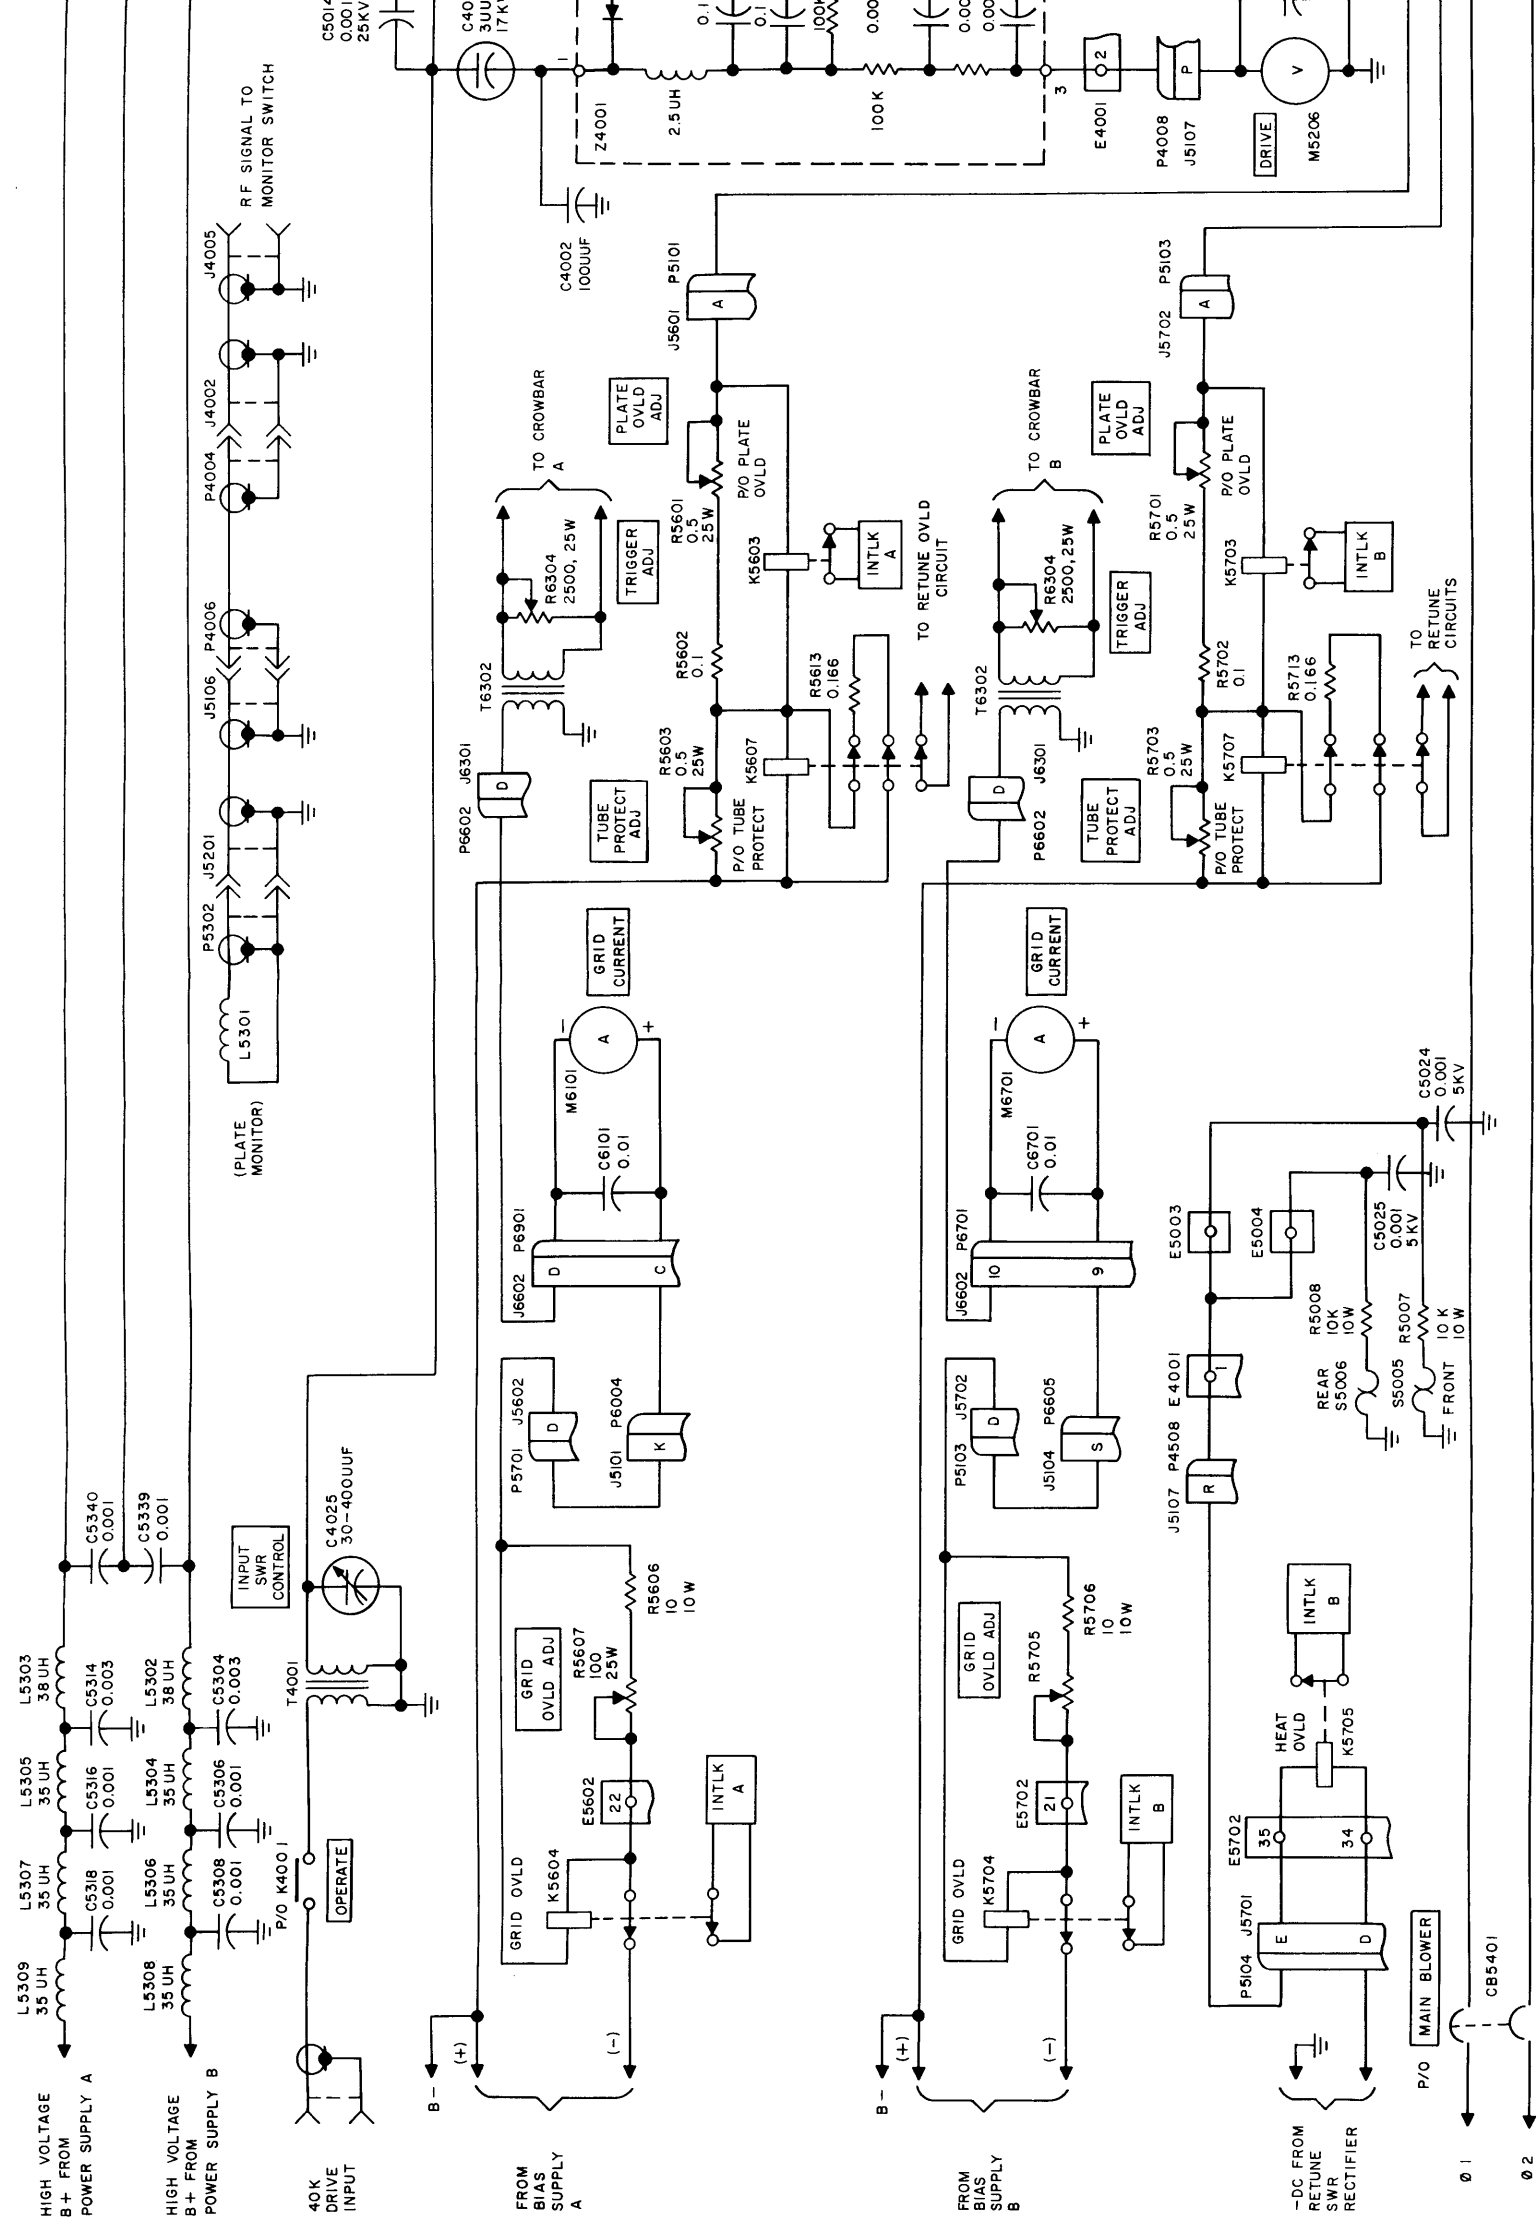 HIGH VOLTAGE
B+ FROM
POWER SUPPLY A
HIGH VOLTAGE
B+ FROM
POWER SUPPLY B
40K
DRIVE
INPUT
L5309
35 UH
L5307
35 UH
L5305
35 UH
L5303
38 UH
C5318
0.001
C5316
0.001
C5314
0.003
C5340
0.001
C5339
0.001
L5308
35 UH
L5306
35 UH
L5304
35 UH
L5302
38 UH
C5308
0.001
C5306
0.001
C5304
0.003
P/O K4001
OPERATE
T4001
INPUT
SWR
CONTROL
C4025
30-400UUF
(PLATE
MONITOR)
L5301
P5302
J5201
J5106
P4006
P4004
J4002
J4005
RF SIGNAL TO
MONITOR SWITCH
C5014
0.001
25KV
17KV
1
Z4001
2.5UH
0.1
0.1
100K
100K
3
E4001
2
P4008
J5107
P
DRIVE
V
M5206
C4002
100UUF
B-
(+)
(-)
FROM
BIAS
SUPPLY
A
GRID OVLD
K5604
INTLK
A
E5602
22
GRID
OVLD ADJ
R5607
100
25W
R5606
10
10W
P5701
J5602
D
J5101
P6004
K
J6602
P6901
D
C
C6101
0.01
M6101
-
A
+
GRID
CURRENT
P6602
J6301
D
T6302
R6304
2500, 25W
TRIGGER
ADJ
TO CROWBAR
A
TUBE
PROTECT
ADJ
P/O TUBE
PROTECT
R5603
0.5
25W
R5602
0.1
R5601
0.5
25W
P/O PLATE
OVLD
PLATE
OVLD
ADJ
K5607
K5603
INTLK
A
R5613
0.166
TO RETUNE OVLD
CIRCUIT
J5601
P5101
A
B-
(+)
(-)
FROM
BIAS
SUPPLY
B
GRID OVLD
K5704
INTLK
B
E5702
21
GRID
OVLD ADJ
R5705
R5706
10
10W
P5103
J5702
D
J5104
P6605
S
J6602
P6701
10
9
C6701
0.01
M6701
-
A
+
GRID
CURRENT
P6602
J6301
D
T6302
R6304
2500, 25W
TRIGGER
ADJ
TO CROWBAR
B
TUBE
PROTECT
ADJ
P/O TUBE
PROTECT
R5703
0.5
25W
R5702
0.1
R5701
0.5
25W
P/O PLATE
OVLD
PLATE
OVLD
ADJ
K5707
K5703
INTLK
B
R5713
0.166
TO
RETUNE
CIRCUITS
J5702
P5103
A
-DC FROM
RETUNE
SWR
RECTIFIER
P5104
J5701
E
D
E5702
35
34
HEAT
OVLD
K5705
INTLK
B
J5107
P4508
R
E4001
1
E5003
E5004
REAR
S5006
R5008
10K
10W
S5005
FRONT
R5007
10K
10W
C5025
0.001
5KV
C5024
0.001
5KV
P/O
MAIN BLOWER
CB5401
Ø1
Ø2